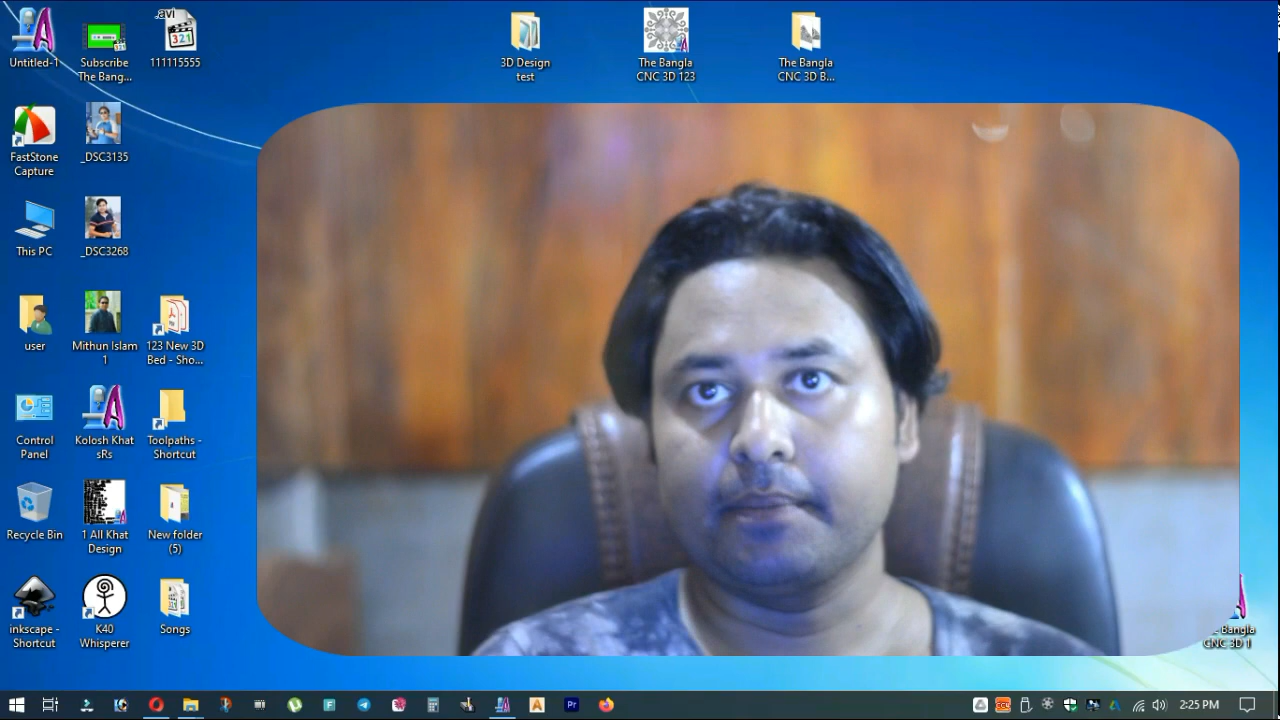 .avi
Untitled-1
Subscribe
The Bang...
111115555
3D Design
test
The Bangla
CNC 3D 123
The Bangla
CNC 3D B...
FastStone
Capture
_DSC3135
This PC
_DSC3268
user
Mithun Islam
1
123 New 3D
Bed - Sho...
Control
Panel
Kolosh Khat
sRs
Toolpaths -
Shortcut
Recycle Bin
1 All Khat
Design
New folder
(5)
inkscape -
Shortcut
K40
Whisperer
Songs
Bangla
CNC 3D 1
Pr
2:25 PM